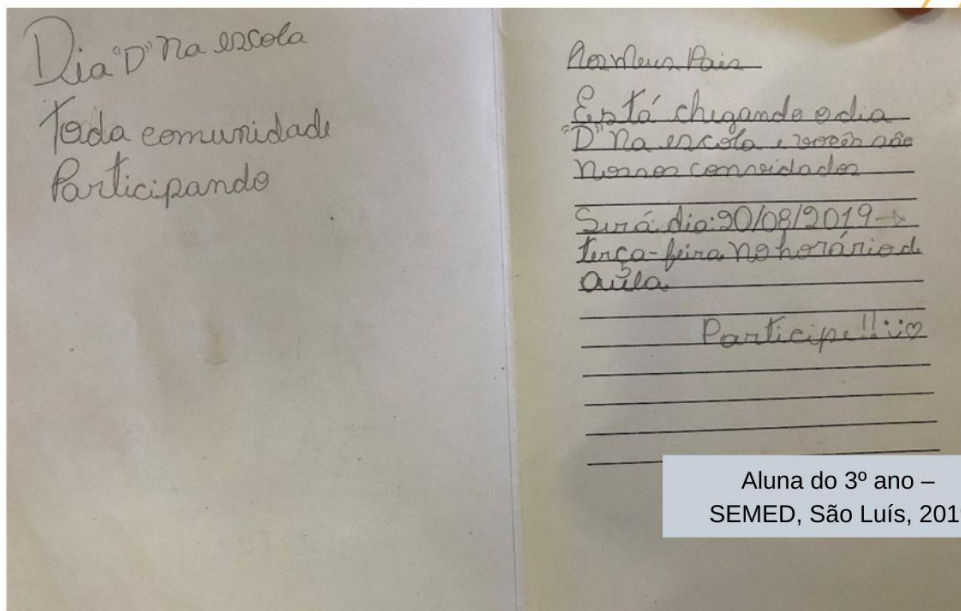 Dia "D" na escola
Toda comunidade
Participando
Aos Meus Pais
Está chegando o dia
"D" na escola e vocês são
nossos convidados
Será dia: 20/08/2019
terça-feira no horário d
aula
Participe!!
Aluna do 3º ano –
SEMED, São Luís, 201